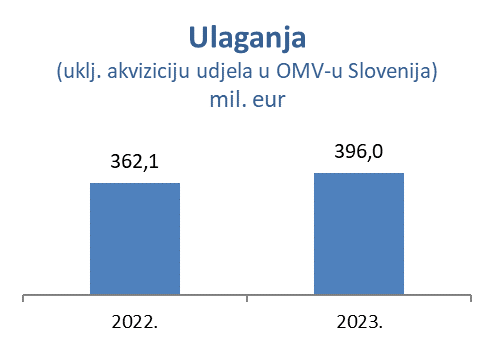 Ulaganja
(uklj. akviziciju udjela u OMV-u Slovenija)
mil. eur
362,1
396,0
2022.
2023.